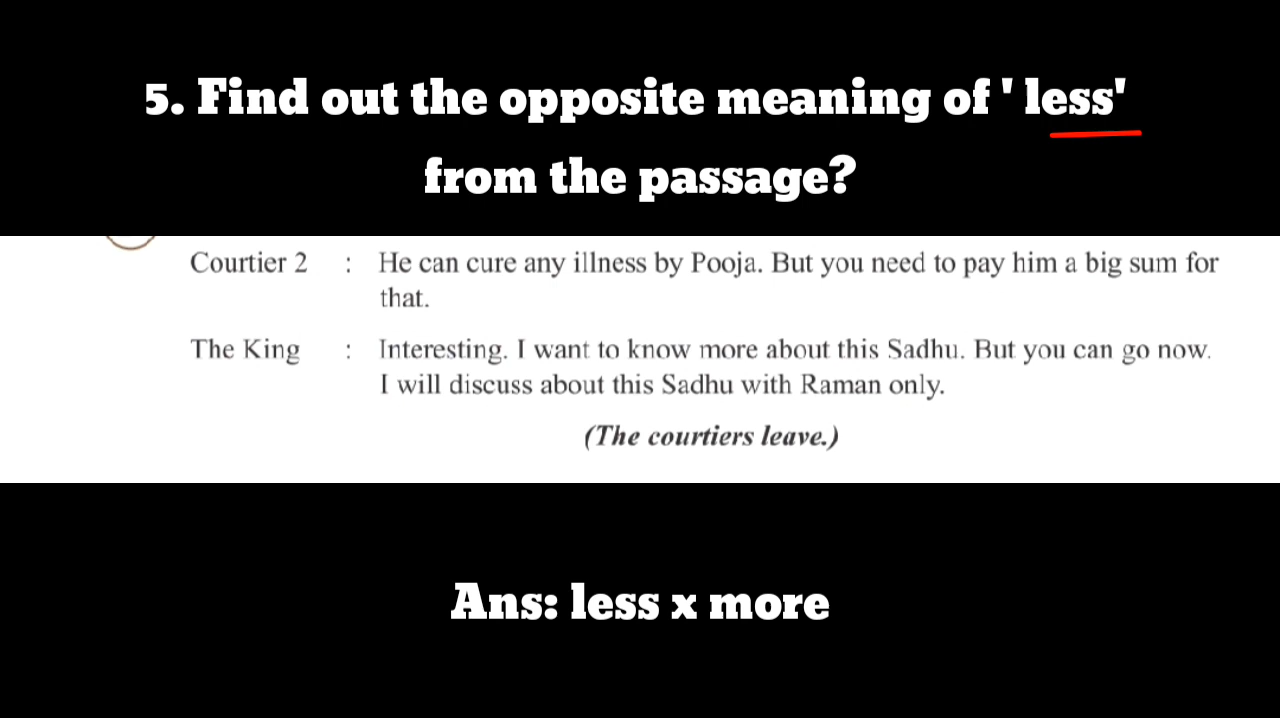 5. Find out the opposite meaning of ' less'
from the passage?
Courtier 2 : He can cure any illness by Pooja. But you need to pay him a big sum for
that.
The King : Interesting. I want to know more about this Sadhu. But you can go now.
I will discuss about this Sadhu with Raman only.
(The courtiers leave.)
Ans: less x more